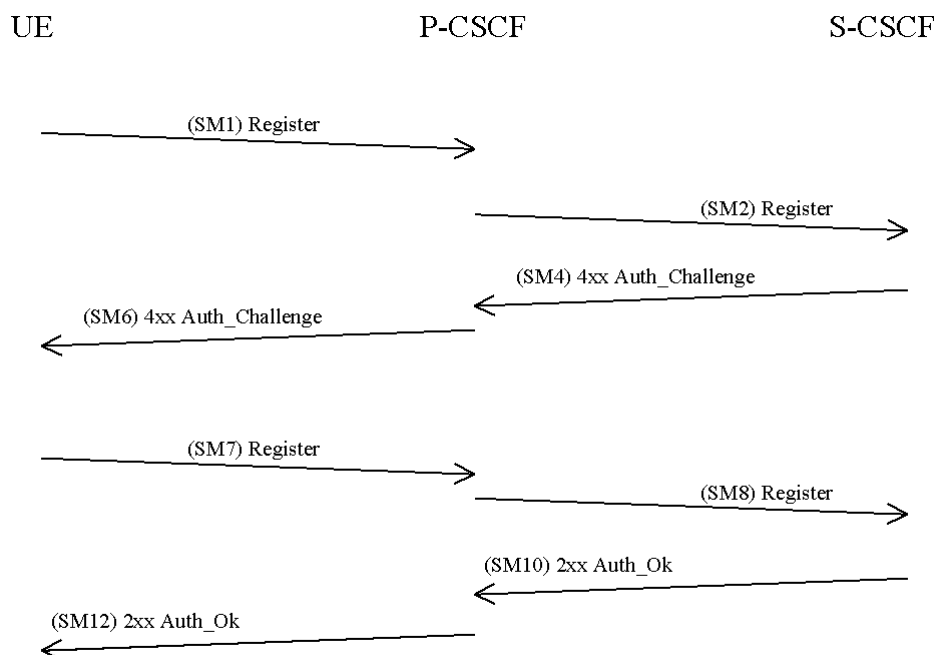 UE P-CSCF S-CSCF
(SM1) Register
(SM2) Register
(SM4) 4xx Auth_Challenge
(SM6) 4xx Auth_Challenge
(SM7) Register
(SM8) Register
(SM10) 2xx Auth_Ok
(SM12) 2xx Auth_Ok